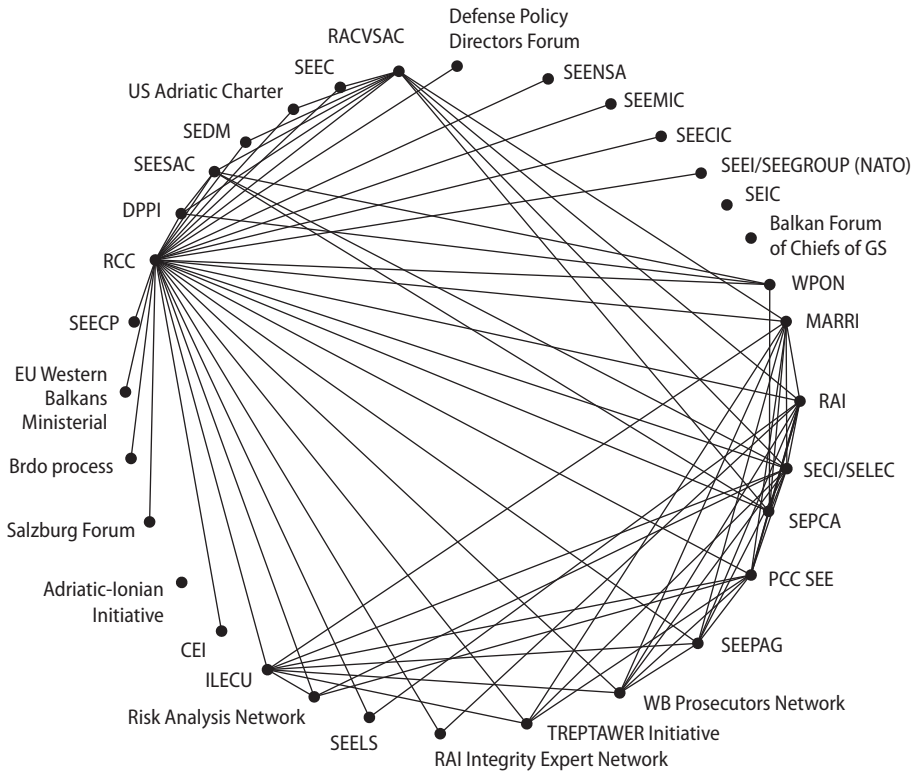 Defense Policy
Directors Forum
RACVSAC
SEEC
SEENSA
US Adriatic Charter
SEEMIC
SEDM
SEECIC
SEESAC
SEEI/SEEGROUP (NATO)
SEIC
DPPI
Balkan Forum
of Chiefs of GS
RCC
WPON
SEECP
MARRI
EU Western
Balkans
Ministerial
RAI
Brdo process
SECI/SELEC
Salzburg Forum
SEPCA
Adriatic-Ionian
Initiative
PCC SEE
CEI
SEEPAG
ILECU
WB Prosecutors Network
Risk Analysis Network
TREPTAWER Initiative
SEELS
RAI Integrity Expert Network